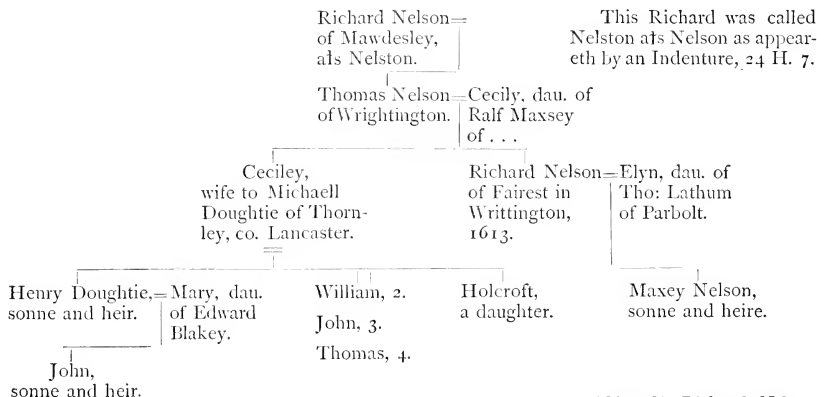 Richard Nelson=
of Mawdesley,
als Nelston.
This Richard was called
Nelston ats Nelson as appear-
eth by an Indenture, 24 H. 7.
Thomas Nelson=Cecily, dau. of
of Wrightington.
Ralf Maxsey
of . . .
Ceciley,
wife to Michaell
Doughtie of Thorn-
ley, co. Lancaster.
Richard Nelson=Elyn, dau. of
of Fairest in
Writtington,
1613.
Tho: Lathum
of Parbolt.
Henry Doughtie,=Mary, dau.
sonne and heir.
of Edward
Blakey.
William, 2.
John, 3.
Thomas, 4.
Holcroft,
a daughter.
Maxey Nelson,
sonne and heire.
John,
sonne and heir.